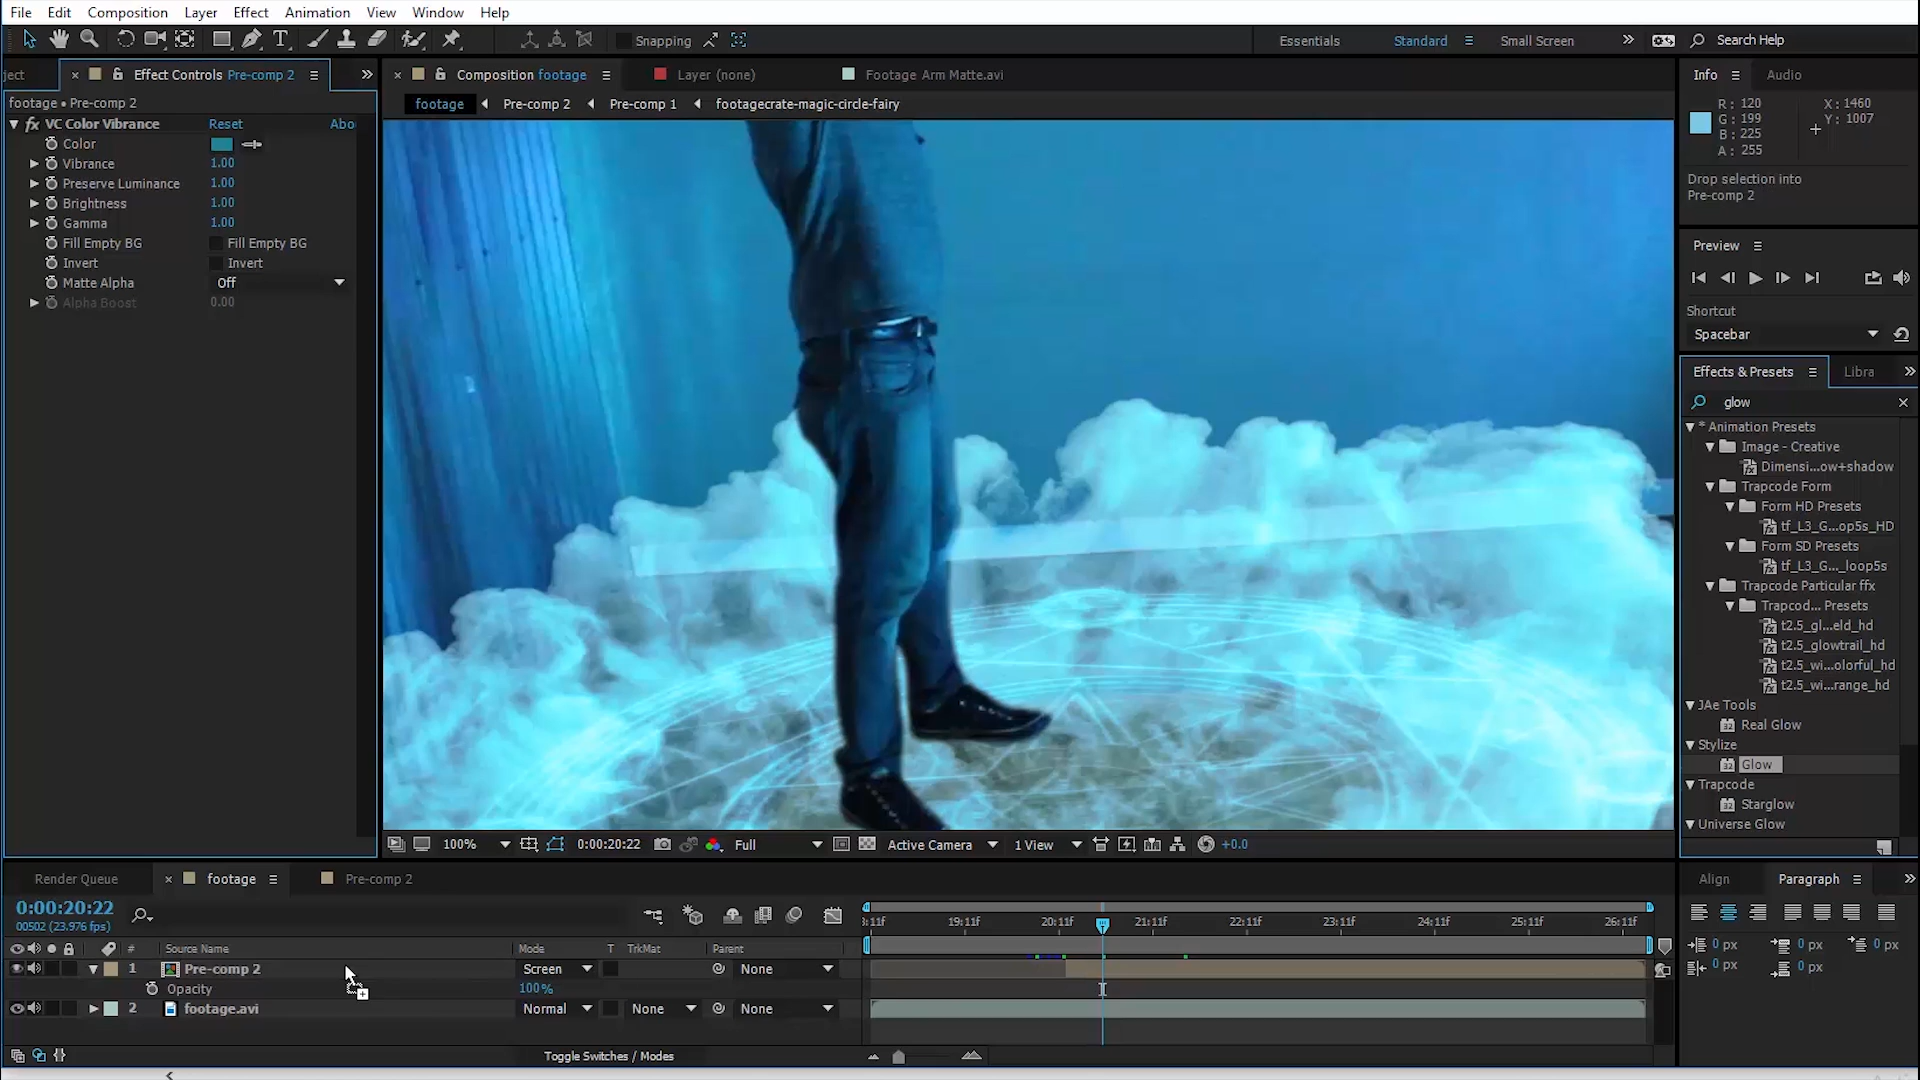 File Edit Composition Layer Effect Animation View Window Help
Snapping
Essentials Standard Small Screen Search Help
ject Effect Controls Pre-comp 2
Composition footage Layer (none) Footage Arm Matte.avi
Info Audio
footage • Pre-comp 2
footage Pre-comp 2 Pre-comp 1 footagecrate-magic-circle-fairy
R: 120 X: 1460
G: 199 Y: 1007
B: 225
A: 255
Drop selection into
Pre-comp 2
fx VC Color Vibrance Reset Abo
Color
Vibrance 1.00
Preserve Luminance 1.00
Brightness 1.00
Gamma 1.00
Fill Empty BG Fill Empty BG
Invert Invert
Matte Alpha Off
Alpha Boost 0.00
Preview
Shortcut
Spacebar
Effects & Presets Libra
glow
* Animation Presets
Image - Creative
Dimensi...ow+shadow
Trapcode Form
Form HD Presets
tf_L3_G...op5s_HD
Form SD Presets
tf_L3_G..._loop5s
Trapcode Particular ffx
Trapcod... Presets
t2.5_gl...eld_hd
t2.5_glowtrail_hd
t2.5_wi...olorful_hd
t2.5_wi...range_hd
JAe Tools
Real Glow
Stylize
Glow
Trapcode
Starglow
Universe Glow
100% 0:00:20:22 Full Active Camera 1 View +0.0
Render Queue footage Pre-comp 2
Align Paragraph
0:00:20:22
00502 (23.976 fps)
:11f 19:11f 20:11f 21:11f 22:11f 23:11f 24:11f 25:11f 26:11f
# Source Name Mode T TrkMat Parent
1 Pre-comp 2 Screen None
Opacity 100%
2 footage.avi Normal None None
0 px 0 px 0 px
0 px 0 px
Toggle Switches / Modes